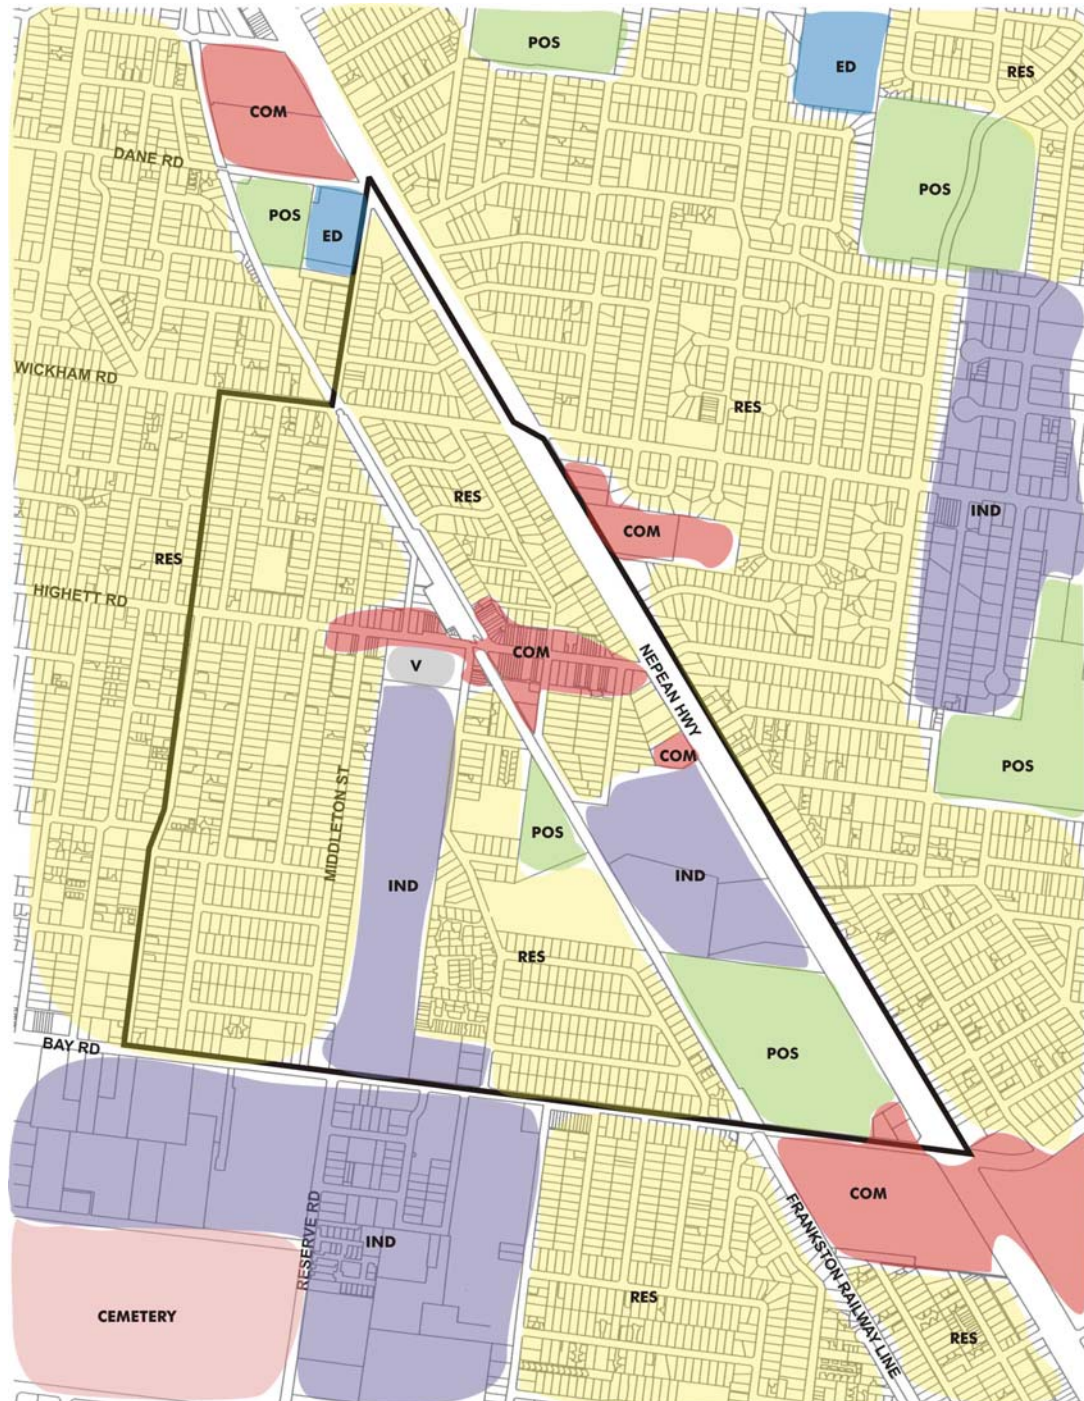 POS
ED
RES
COM
DANE RD
POS
POS
ED
WICKHAM RD
RES
RES
IND
COM
RES
HIGHETT RD
COM
V
NEPEAN HWY
COM
POS
MIDDLETON ST
POS
IND
IND
RES
BAY RD
POS
COM
RESERVE RD
IND
FRANKSTON RAILWAY LINE
RES
CEMETERY
RES